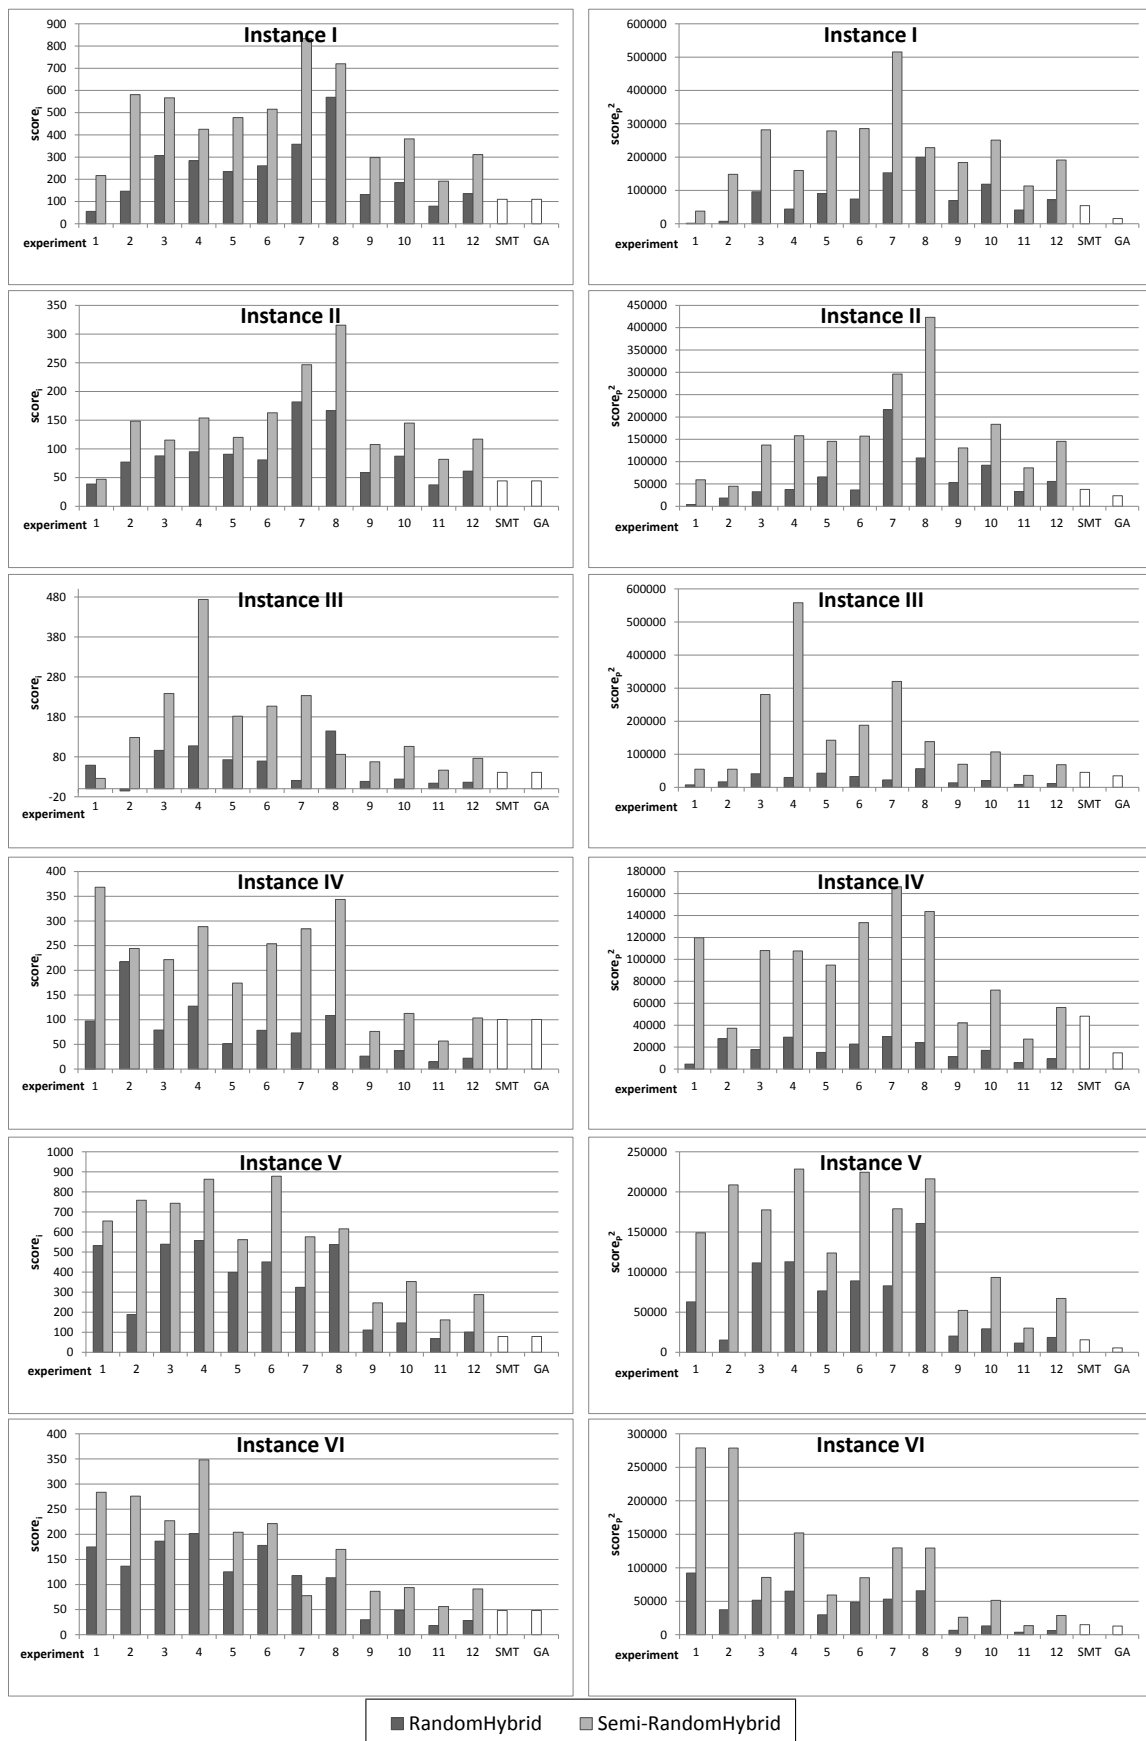 Instance I
score_i
900
800
700
600
500
400
300
200
100
0
experiment 1 2 3 4 5 6 7 8 9 10 11 12 SMT GA
Instance I
score_P²
600000
500000
400000
300000
200000
100000
0
experiment 1 2 3 4 5 6 7 8 9 10 11 12 SMT GA
Instance II
score_i
350
300
250
200
150
100
50
0
experiment 1 2 3 4 5 6 7 8 9 10 11 12 SMT GA
Instance II
score_P²
450000
400000
350000
300000
250000
200000
150000
100000
50000
0
experiment 1 2 3 4 5 6 7 8 9 10 11 12 SMT GA
Instance III
score_i
480
380
280
180
80
-20
experiment 1 2 3 4 5 6 7 8 9 10 11 12 SMT GA
Instance III
score_P²
600000
500000
400000
300000
200000
100000
0
experiment 1 2 3 4 5 6 7 8 9 10 11 12 SMT GA
Instance IV
score_i
400
350
300
250
200
150
100
50
0
experiment 1 2 3 4 5 6 7 8 9 10 11 12 SMT GA
Instance IV
score_P²
180000
160000
140000
120000
100000
80000
60000
40000
20000
0
experiment 1 2 3 4 5 6 7 8 9 10 11 12 SMT GA
Instance V
score_i
1000
900
800
700
600
500
400
300
200
100
0
experiment 1 2 3 4 5 6 7 8 9 10 11 12 SMT GA
Instance V
score_P²
250000
200000
150000
100000
50000
0
experiment 1 2 3 4 5 6 7 8 9 10 11 12 SMT GA
Instance VI
score_i
400
350
300
250
200
150
100
50
0
experiment 1 2 3 4 5 6 7 8 9 10 11 12 SMT GA
Instance VI
score_P²
300000
250000
200000
150000
100000
50000
0
experiment 1 2 3 4 5 6 7 8 9 10 11 12 SMT GA
RandomHybrid Semi-RandomHybrid